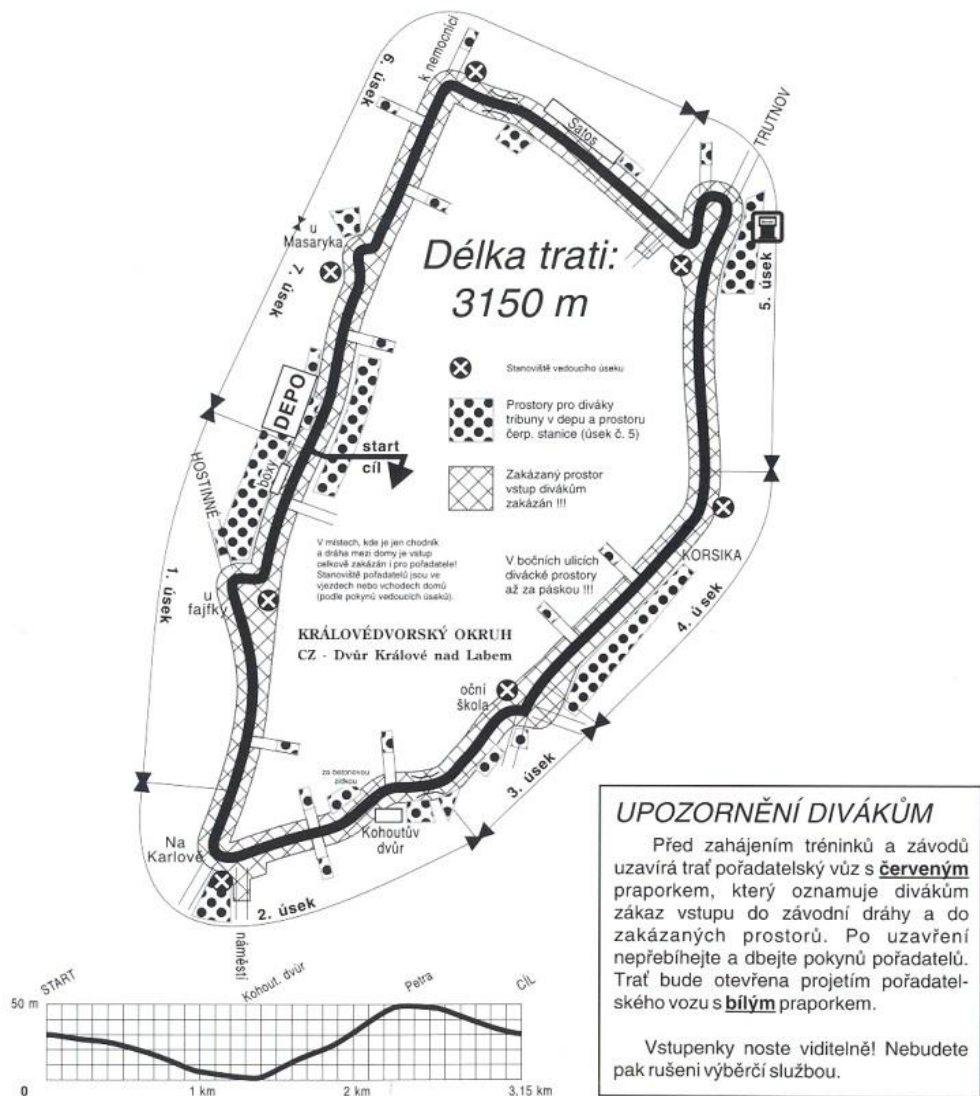 k nemocnici
6. úsek
Satos
TRUTNOV
u
Masaryka
7. úsek
Délka trati:
3150 m
5. úsek
Stanoviště vedoucího úseku
DEPO
Prostory pro diváky
tribuny v depu a prostoru
čerp. stanice (úsek č. 5)
start
cíl
boxy
HOSTINNÉ
Zakázaný prostor
vstup divákům
zakázán !!!
V místech, kde je jen chodník
a dráha mezi domy je vstup
celkově zakázán i pro pořadatele!
Stanoviště pořadatelů jsou ve
vjezdech nebo vchodech domů
(podle pokynů vedoucích úseků).
V bočních ulicích
divácké prostory
až za páskou !!!
KORSIKA
1. úsek
u
fajfky
4. úsek
KRÁLOVÉDVORSKÝ OKRUH
CZ - Dvůr Králové nad Labem
oční
škola
3. úsek
za betonovou
zídkou
Kohoutův
dvůr
Na
Karlově
2. úsek
náměstí
UPOZORNĚNÍ DIVÁKŮM
Před zahájením tréninků a závodů
uzavírá trať pořadatelský vůz s červeným
praporkem, který oznamuje divákům
zákaz vstupu do závodní dráhy a do
zakázaných prostorů. Po uzavření
nepřebíhejte a dbejte pokynů pořadatelů.
Trať bude otevřena projetím pořadatel-
ského vozu s bílým praporkem.
Vstupenky noste viditelně! Nebudete
pak rušeni výběrčí službou.
START
Kohout. dvůr
Petra
CÍL
50 m
0
1 km
2 km
3.15 km